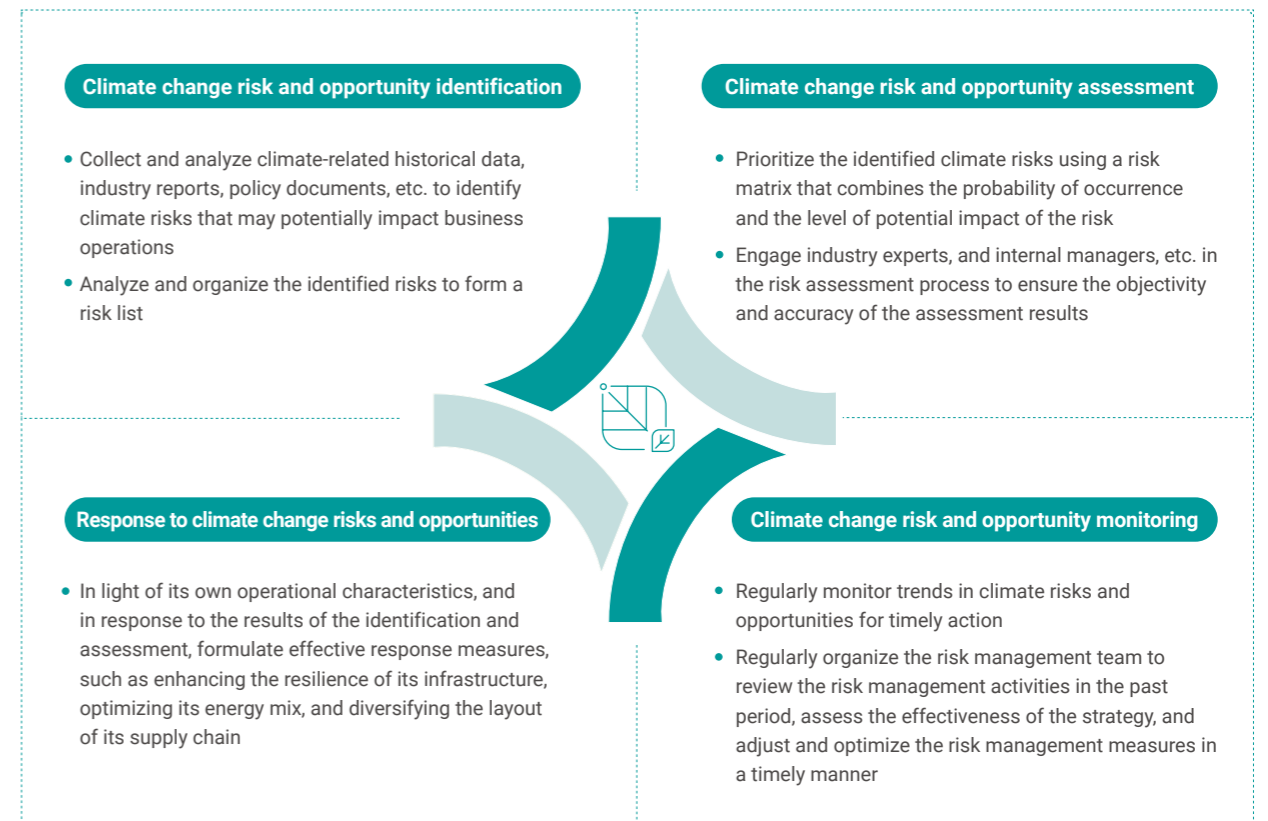 Climate change risk and opportunity identification
• Collect and analyze climate-related historical data,
industry reports, policy documents, etc. to identify
climate risks that may potentially impact business
operations
• Analyze and organize the identified risks to form a
risk list
Climate change risk and opportunity assessment
• Prioritize the identified climate risks using a risk
matrix that combines the probability of occurrence
and the level of potential impact of the risk
• Engage industry experts, and internal managers, etc. in
the risk assessment process to ensure the objectivity
and accuracy of the assessment results
Response to climate change risks and opportunities
• In light of its own operational characteristics, and
in response to the results of the identification and
assessment, formulate effective response measures,
such as enhancing the resilience of its infrastructure,
optimizing its energy mix, and diversifying the layout
of its supply chain
Climate change risk and opportunity monitoring
• Regularly monitor trends in climate risks and
opportunities for timely action
• Regularly organize the risk management team to
review the risk management activities in the past
period, assess the effectiveness of the strategy, and
adjust and optimize the risk management measures in
a timely manner